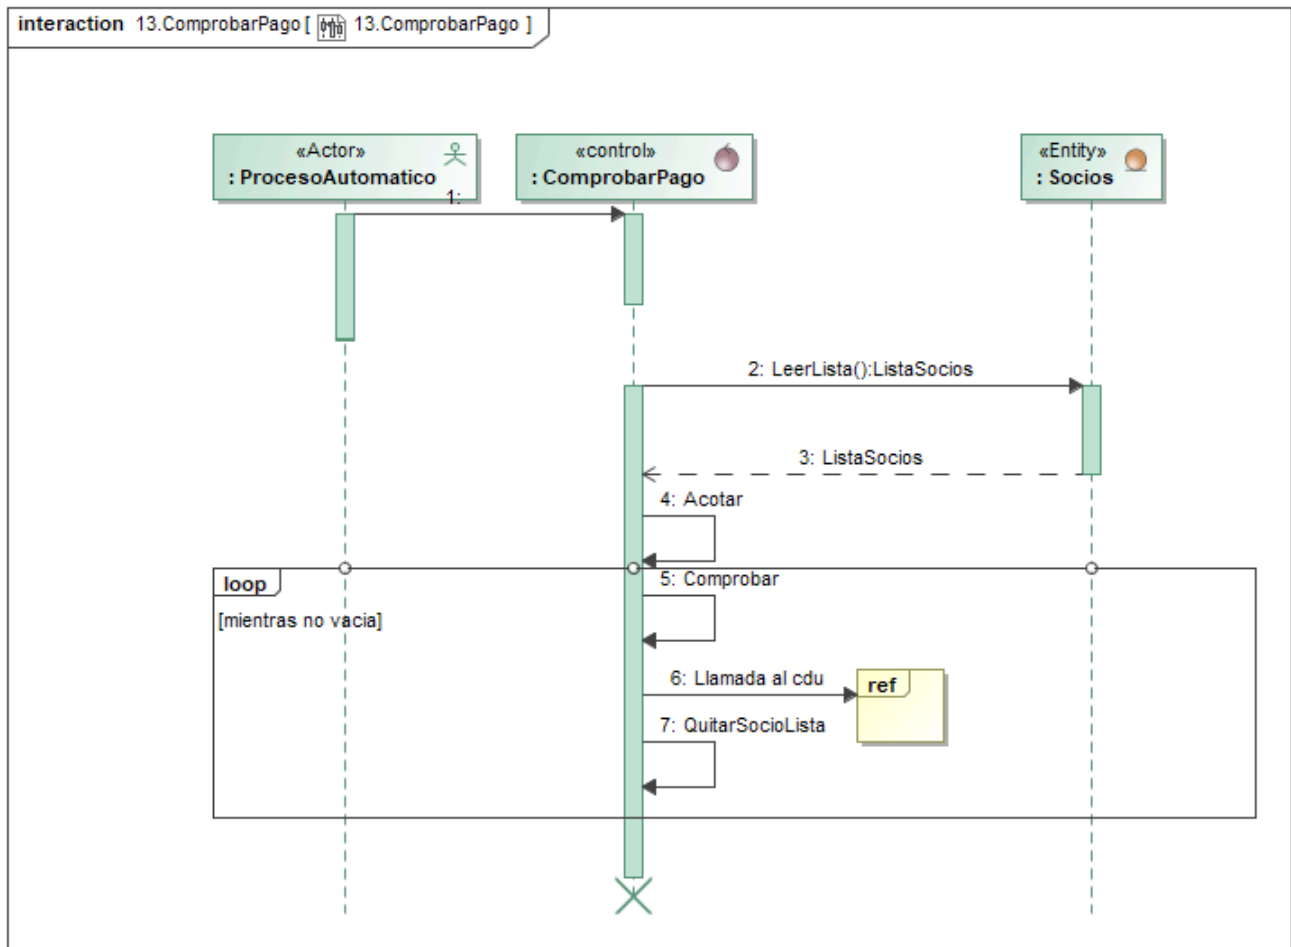 interaction 13.ComprobarPago [ 13.ComprobarPago ]
«Actor»
: ProcesoAutomatico
«control»
: ComprobarPago
«Entity»
: Socios
1:
2: LeerLista():ListaSocios
3: ListaSocios
4: Acotar
loop
5: Comprobar
[mientras no vacia]
6: Llamada al cdu
ref
7: QuitarSocioLista